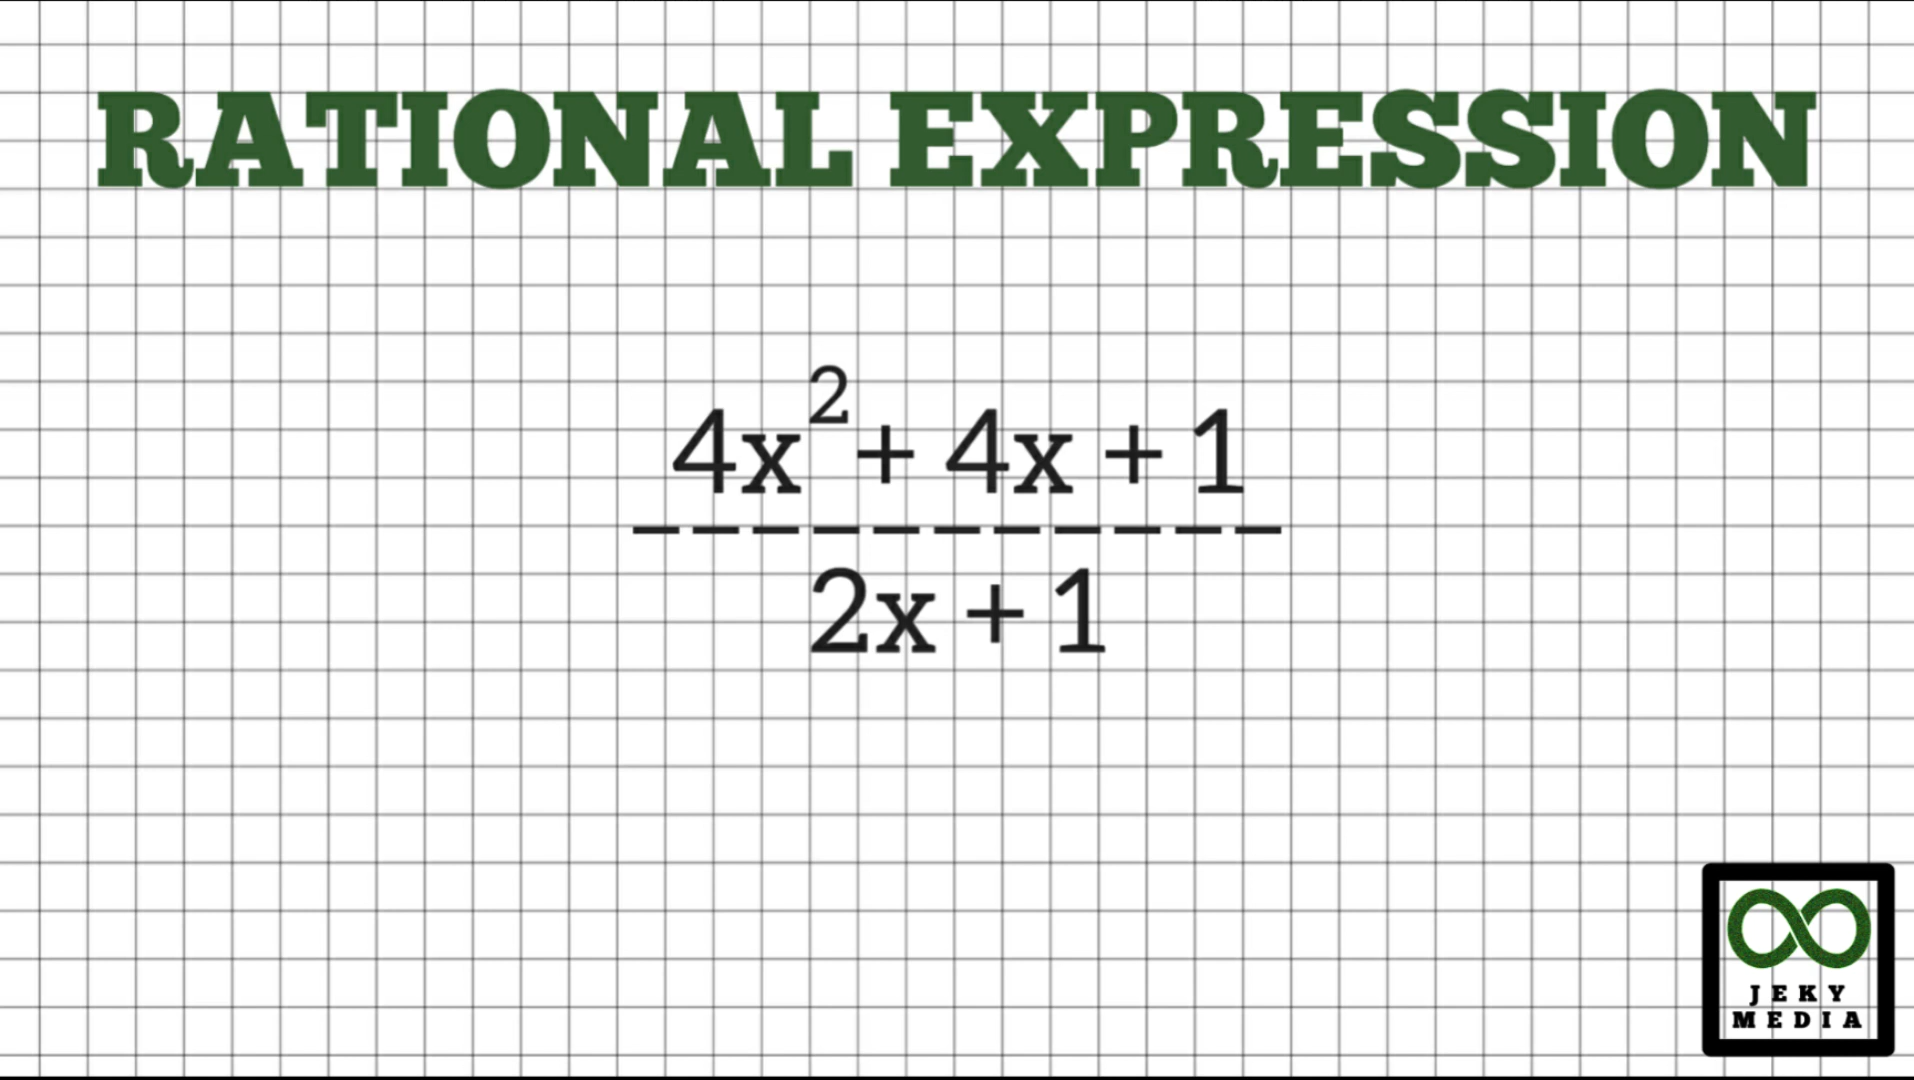 RATIONAL EXPRESSION
4x²+ 4x + 1
2x + 1
JEKY
MEDIA